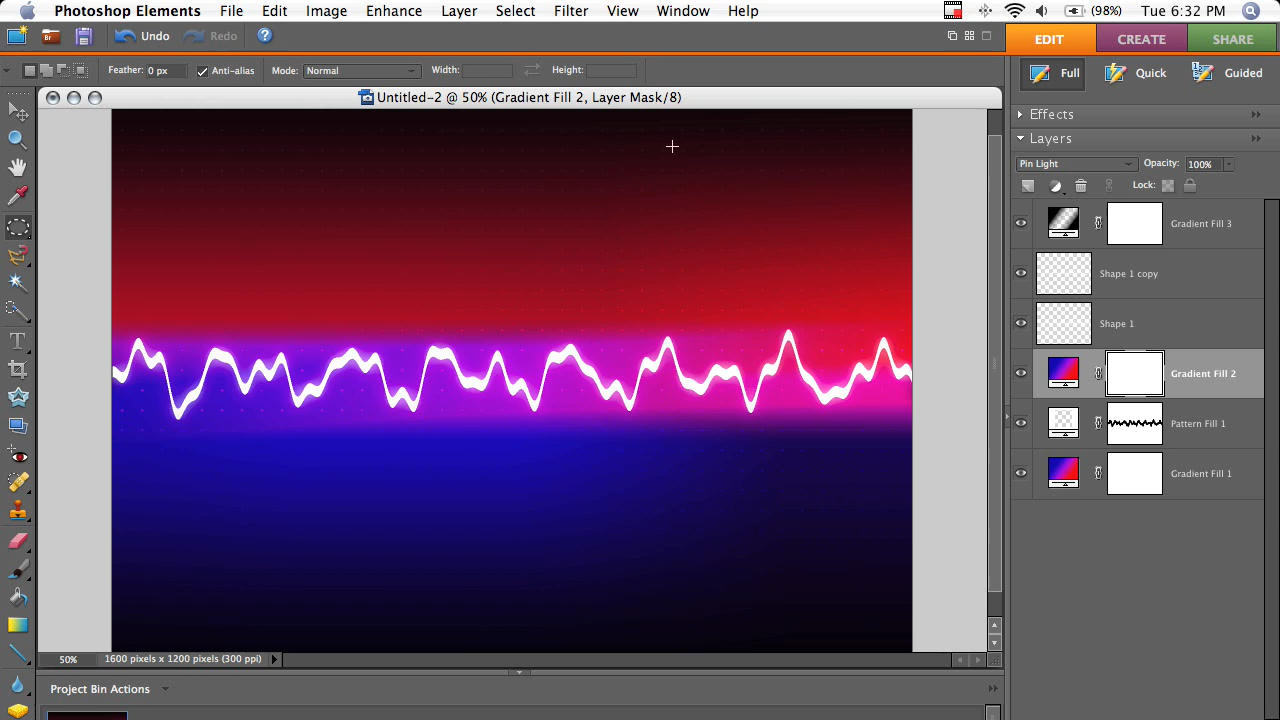 Photoshop Elements File Edit Image Enhance Layer Select Filter View Window Help (98%) Tue 6:32 PM
Br Undo Redo ? EDIT CREATE SHARE
Feather: 0 px Anti-alias Mode: Normal Width: Height: Full Quick Guided
Untitled-2 @ 50% (Gradient Fill 2, Layer Mask/8)
Effects
Layers
Pin Light Opacity: 100%
Lock:
Gradient Fill 3
Shape 1 copy
Shape 1
Gradient Fill 2
Pattern Fill 1
Gradient Fill 1
T
50% 1600 pixels x 1200 pixels (300 ppi)
Project Bin Actions